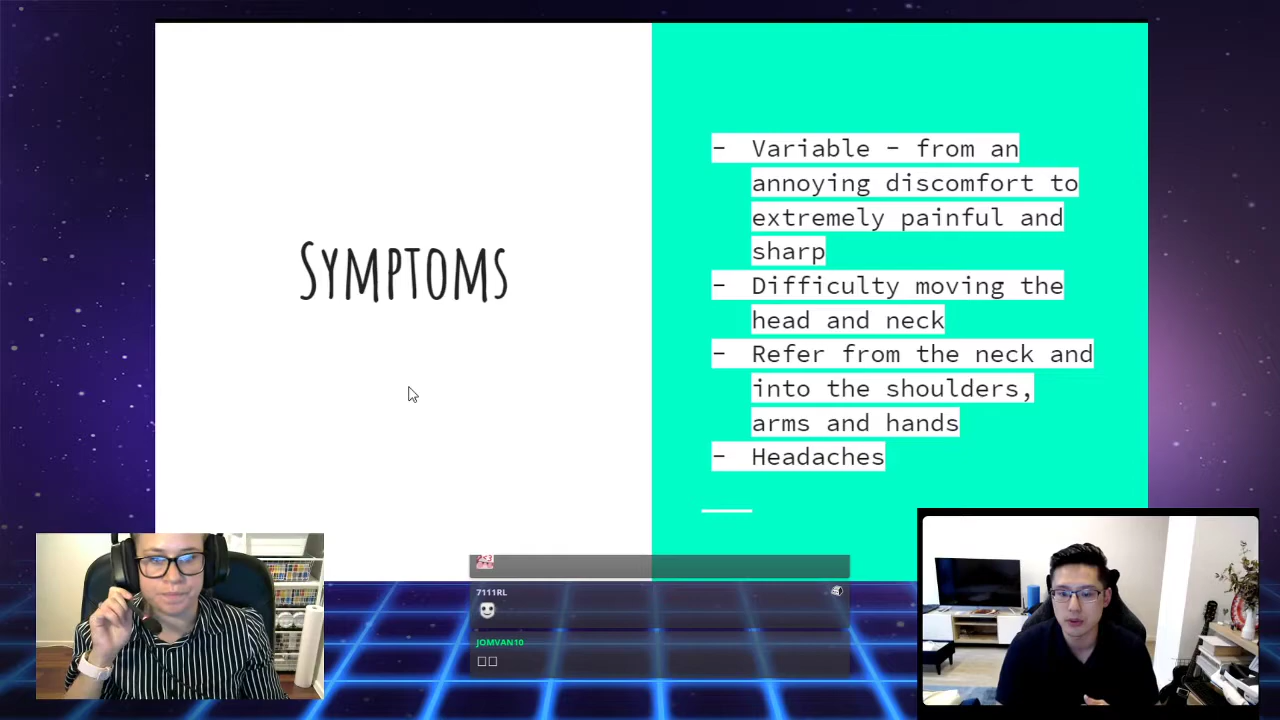 Symptoms
- Variable - from an
annoying discomfort to
extremely painful and
sharp
- Difficulty moving the
head and neck
- Refer from the neck and
into the shoulders,
arms and hands
- Headaches
7111RL
JOMVAN10